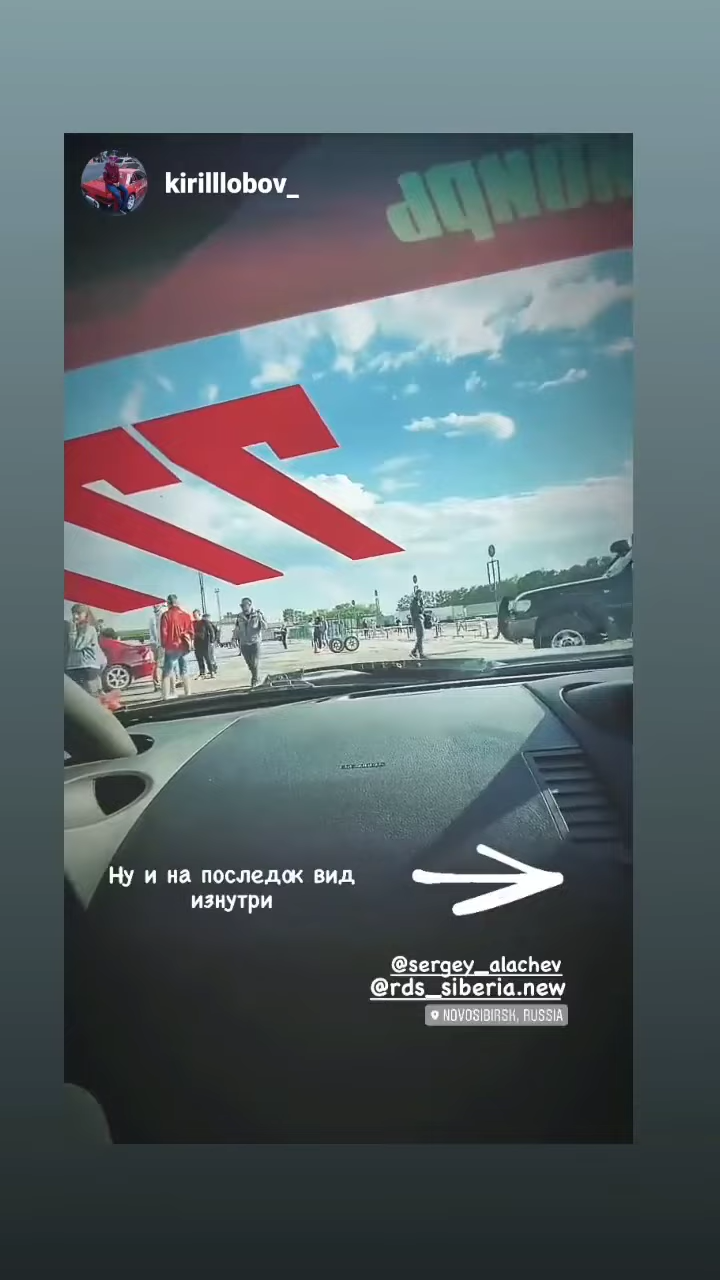 kirilllobov_
Ну и на последок вид
изнутри
@sergey_alachev
@rds_siberia.new
NOVOSIBIRSK, RUSSIA